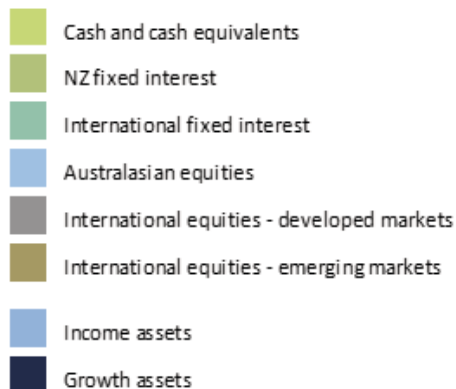 Cash and cash equivalents
NZ fixed interest
International fixed interest
Australasian equities
International equities - developed markets
International equities - emerging markets
Income assets
Growth assets